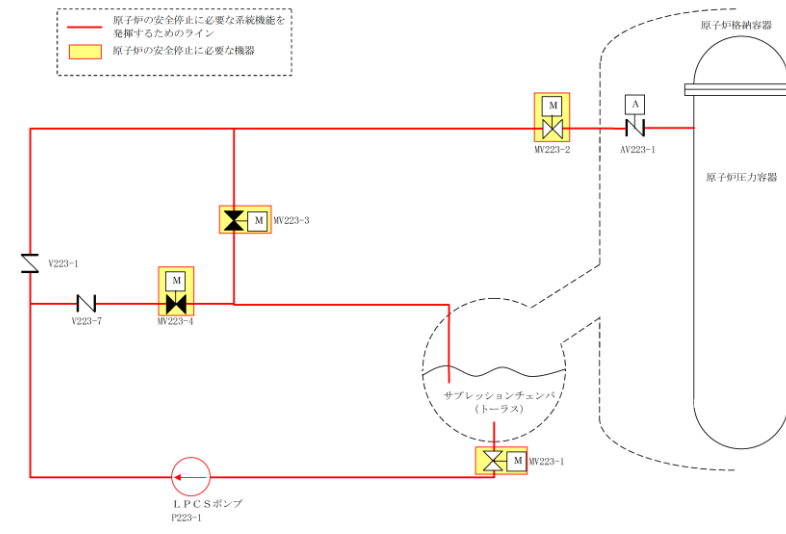 原子炉の安全停止に必要な系統機能を
発揮するためのライン
原子炉の安全停止に必要な機器
原子炉格納容器
M
A
MV223-2
AV223-1
原子炉圧力容器
M
MV223-3
V223-1
M
V223-7
MV223-4
サプレッションチェンバ
(トーラス)
M
MV223-1
LPCSポンプ
P223-1